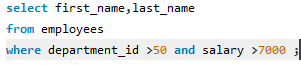 select first_name,last_name
from employees
where department_id >50 and salary >7000 ;